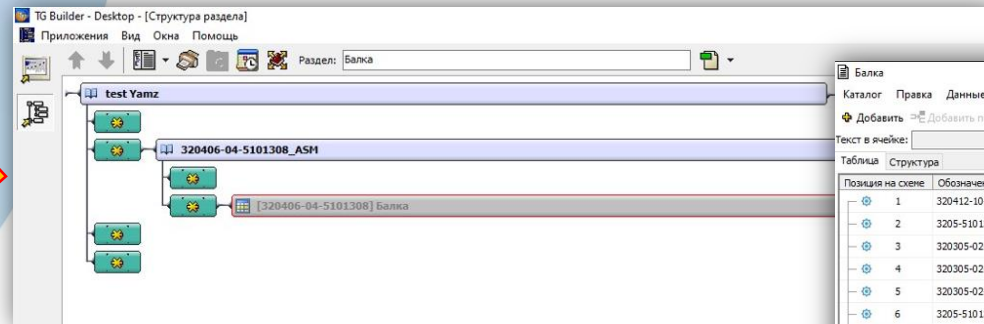 TG Builder - Desktop - [Структура раздела]
Приложения Вид Окна Помощь
Раздел: Балка
test Yamz
320406-04-5101308_ASM
[320406-04-5101308] Балка
Балка
Каталог Правка Данные
Добавить Добавить п
Текст в ячейке:
Таблица Структура
Позиция на схеме Обозначен
1 320412-10
2 3205-5101
3 320305-02
4 320305-02
5 320305-02
6 3205-5101